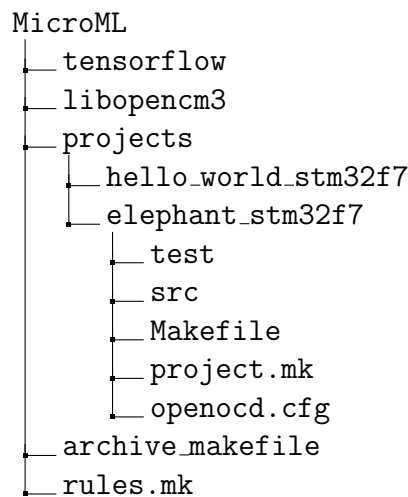 MicroML
tensorflow
libopencm3
projects
hello_world_stm32f7
elephant_stm32f7
test
src
Makefile
project.mk
openocd.cfg
archive_makefile
rules.mk